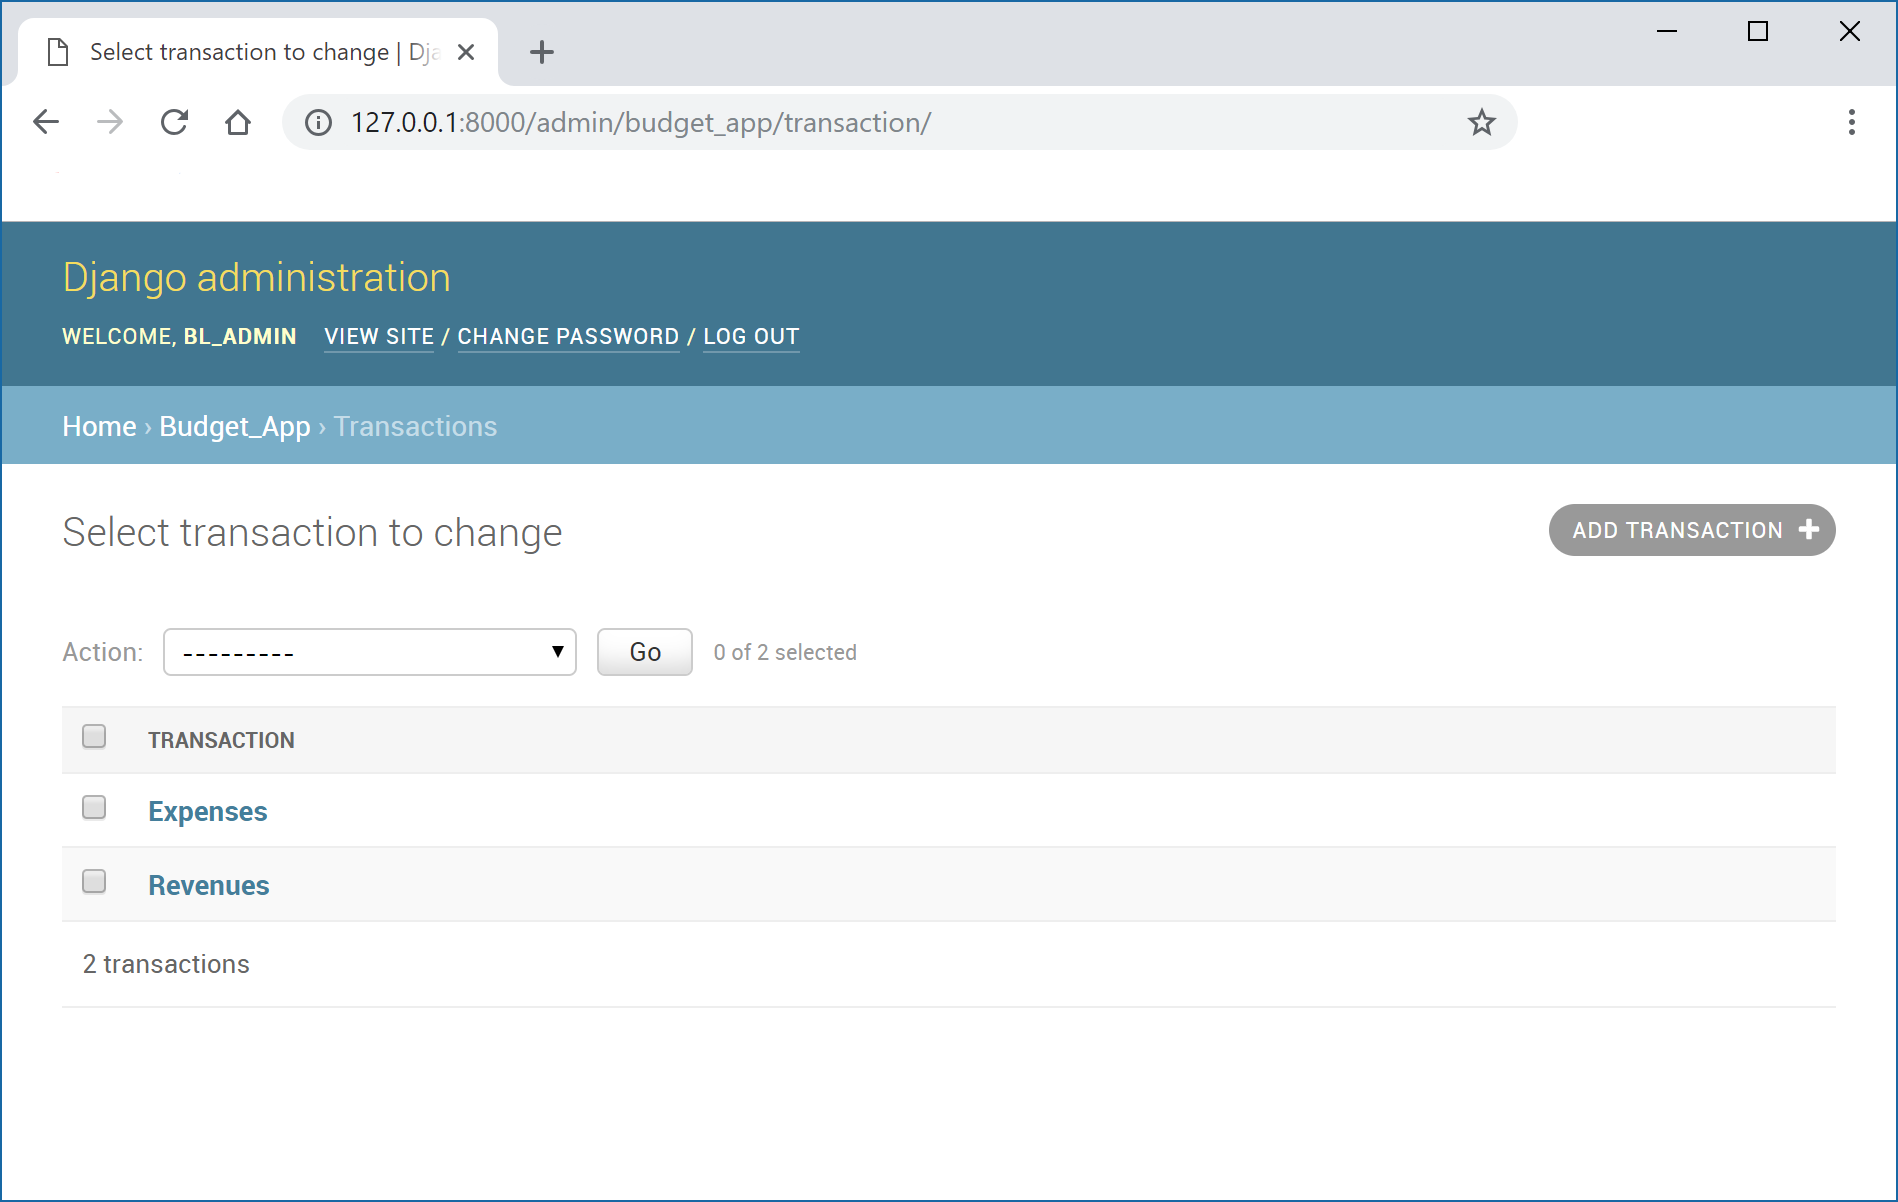 Select transaction to change | Dja
127.0.0.1:8000/admin/budget_app/transaction/
Django administration
WELCOME, BL_ADMIN VIEW SITE / CHANGE PASSWORD / LOG OUT
Home › Budget_App › Transactions
Select transaction to change
ADD TRANSACTION
Action: --------- Go 0 of 2 selected
TRANSACTION
Expenses
Revenues
2 transactions